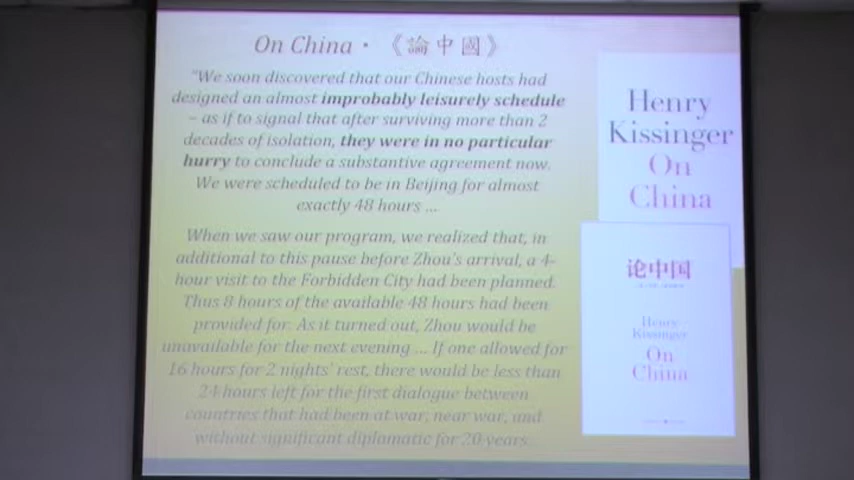 On China · 《論中國》
"We soon discovered that our Chinese hosts had
designed an almost improbably leisurely schedule
– as if to signal that after surviving more than 2
decades of isolation, they were in no particular
hurry to conclude a substantive agreement now.
We were scheduled to be in Beijing for almost
exactly 48 hours ...
When we saw our program, we realized that, in
additional to this pause before Zhou's arrival, a 4-
hour visit to the Forbidden City had been planned.
Thus 8 hours of the available 48 hours had been
provided for. As it turned out, Zhou would be
unavailable for the next evening ... If one allowed for
16 hours for 2 nights' rest, there would be less than
24 hours left for the first dialogue between
countries that had been at war, near war, and
without significant diplomatic for 20 years.
Henry
Kissinger
On
China
论中国
Henry
Kissinger
On
China